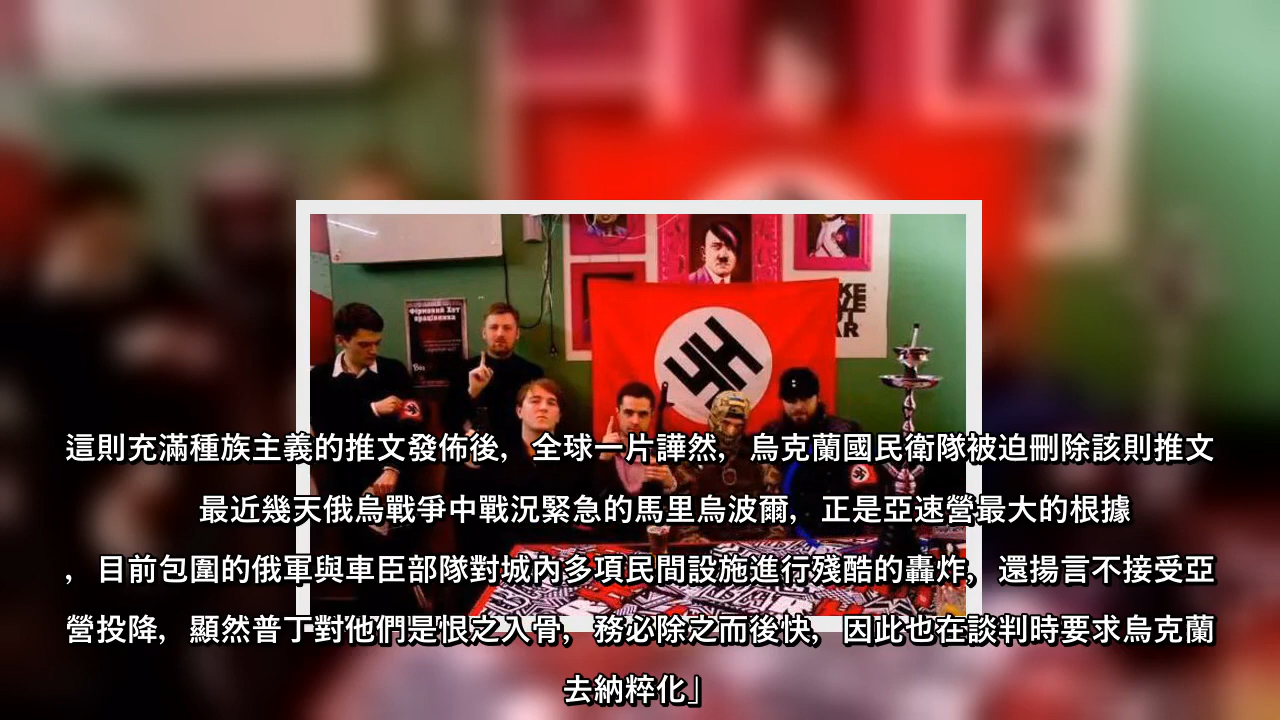 KE
VE
T
AR
Фірмовий Хот
працівника
這則充滿種族主義的推文發佈後，全球一片譁然，烏克蘭國民衛隊被迫刪除該則推文
最近幾天俄烏戰爭中戰況緊急的馬里烏波爾，正是亞速營最大的根據
，目前包圍的俄軍與車臣部隊對城內多項民間設施進行殘酷的轟炸，還揚言不接受亞
營投降，顯然普丁對他們是恨之入骨，務必除之而後快，因此也在談判時要求烏克蘭
去納粹化」